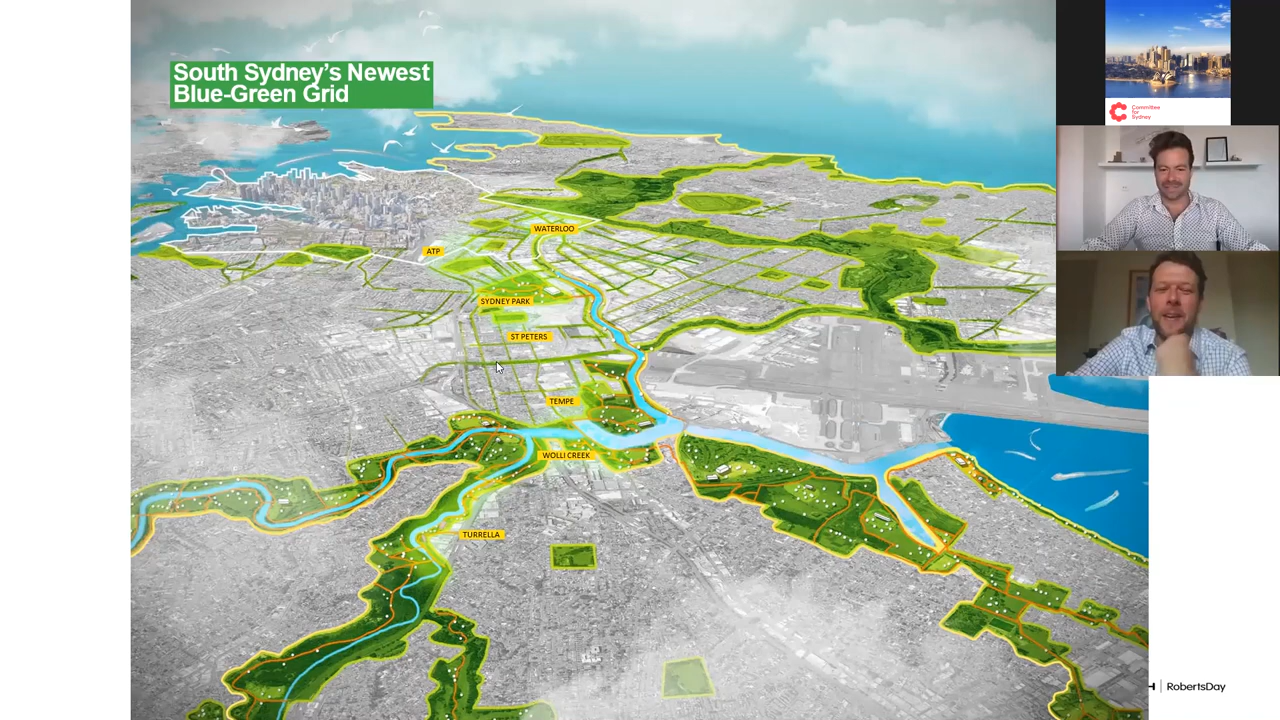 South Sydney's Newest
Blue-Green Grid
Committee
for
Sydney
WATERLOO
ATP
SYDNEY PARK
ST PETERS
TEMPE
WOLLI CREEK
TURRELLA
RobertsDay